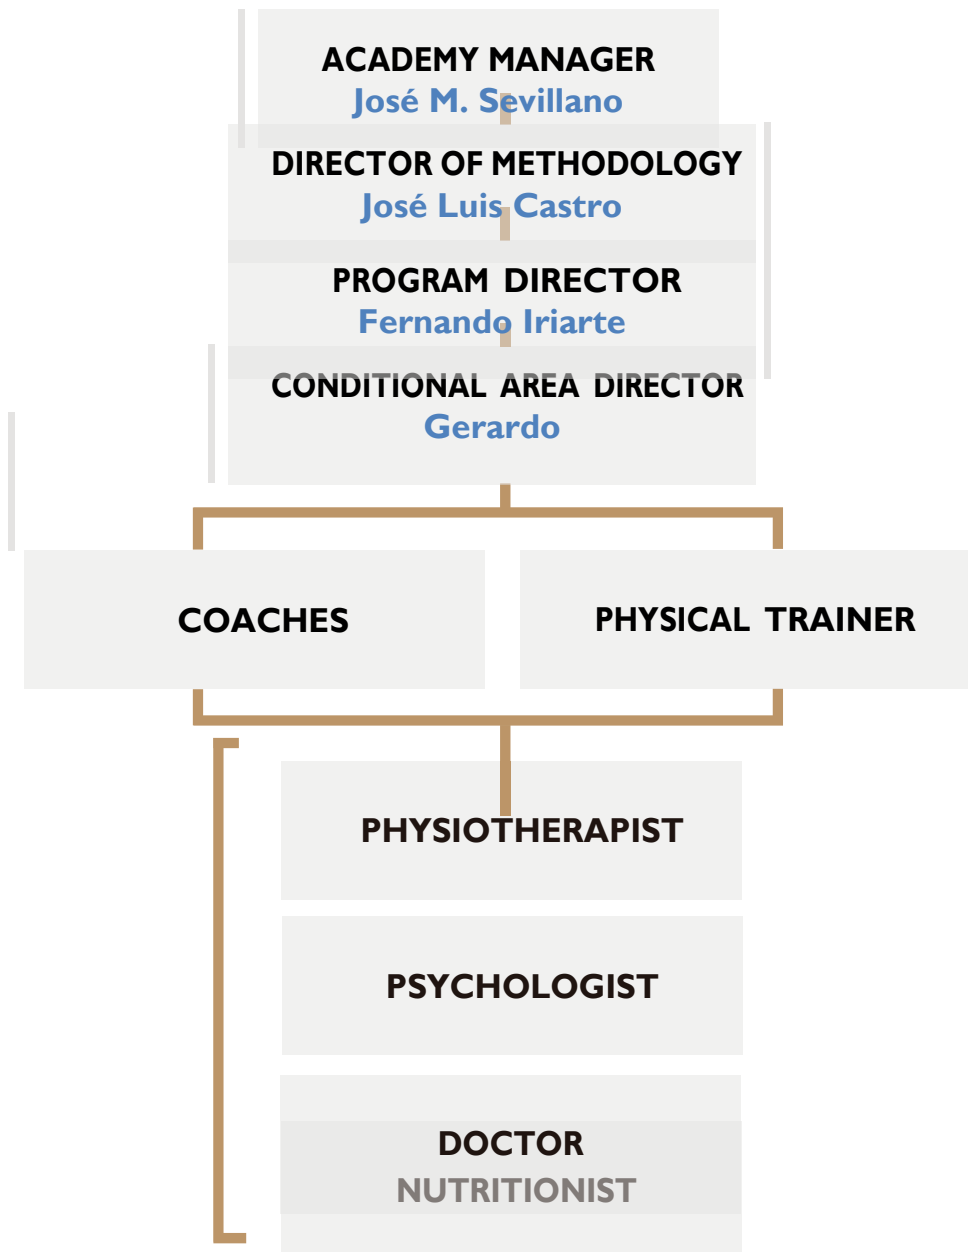 ACADEMY MANAGER
José M. Sevillano
DIRECTOR OF METHODOLOGY
José Luis Castro
PROGRAM DIRECTOR
Fernando Iriarte
CONDITIONAL AREA DIRECTOR
Gerardo
COACHES
PHYSICAL TRAINER
PHYSIOTHERAPIST
PSYCHOLOGIST
DOCTOR
NUTRITIONIST